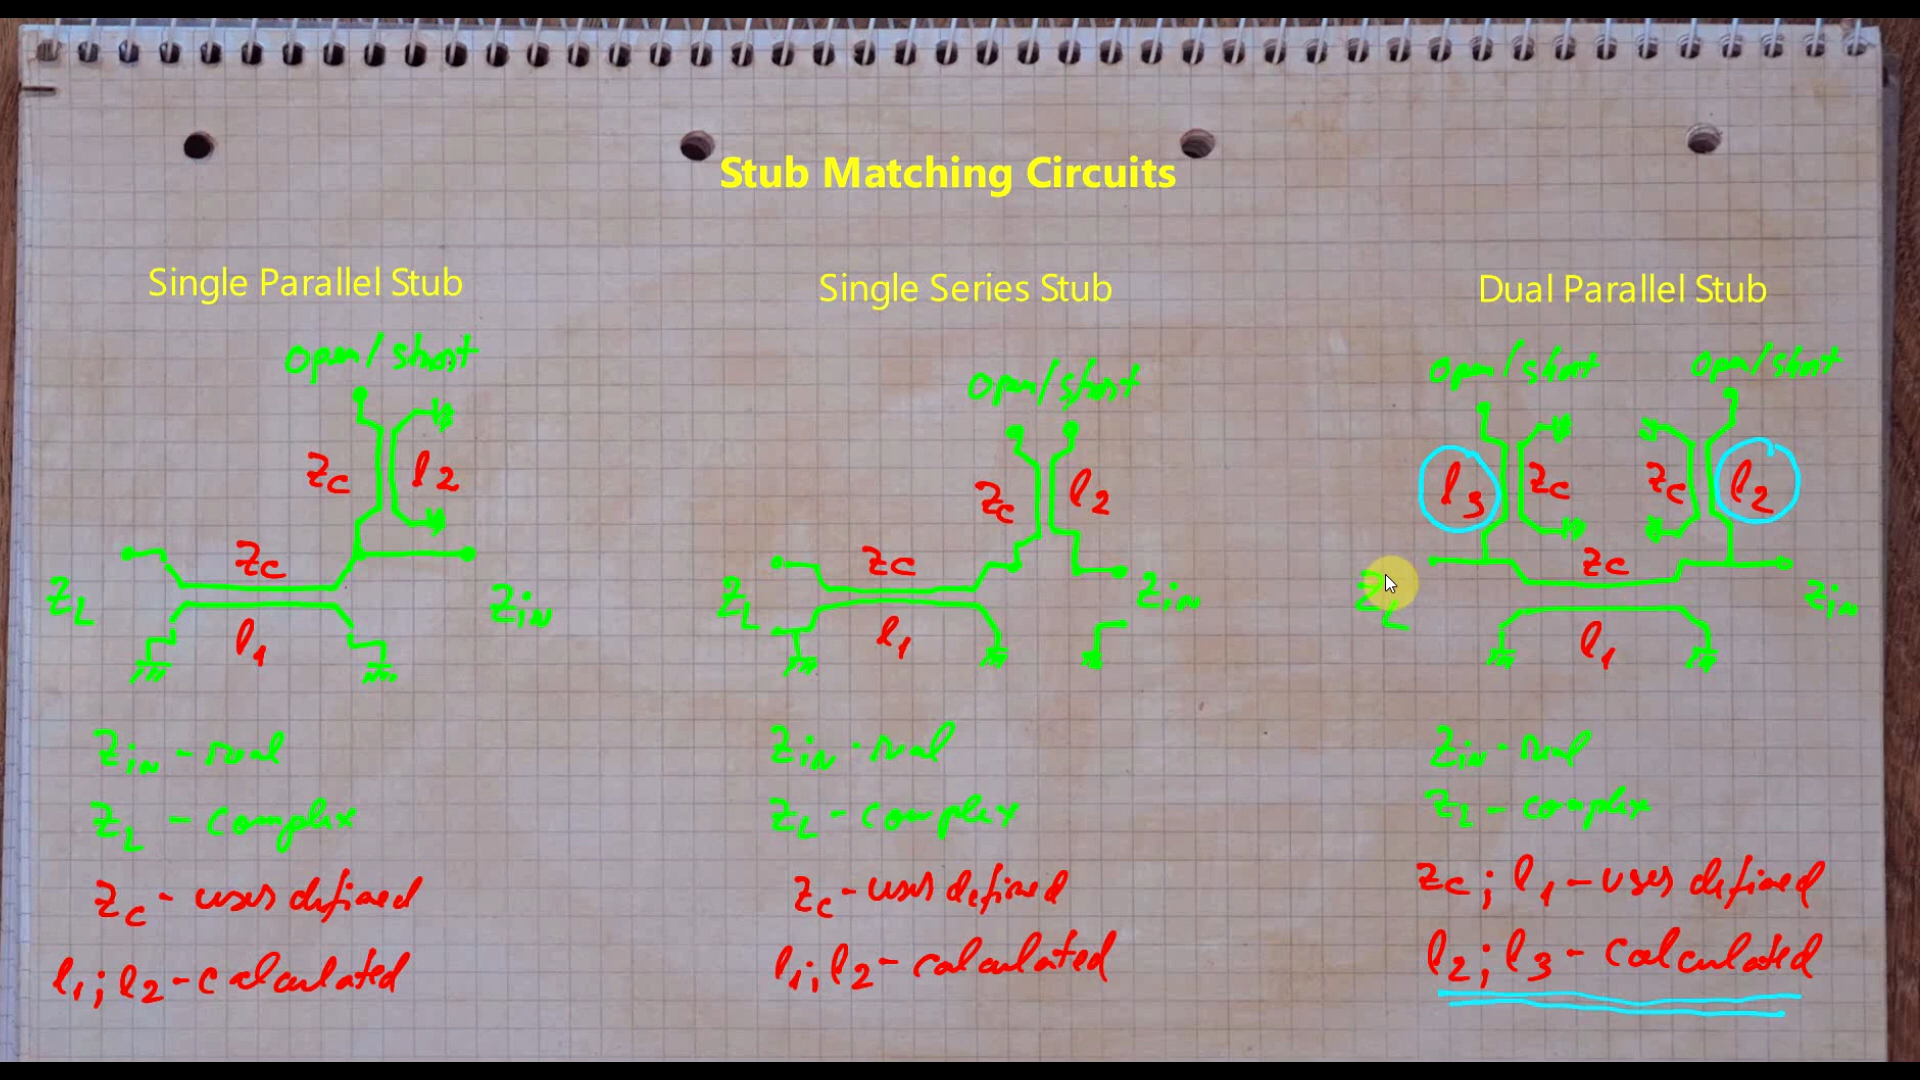 Stub Matching Circuits
Single Parallel Stub
open/short
Zc l2
Zc
ZL Zin
l1
Zin - real
ZL - complex
Zc - user defined
l1; l2 - calculated
Single Series Stub
open/short
Zc l2
Zc
ZL Zin
l1
Zin - real
ZL - complex
Zc - user defined
l1; l2 - calculated
Dual Parallel Stub
open/short open/short
l3 Zc Zc l2
Zc
ZL Zin
l1
Zin - real
ZL - complex
Zc; l1 - user defined
l2; l3 - calculated